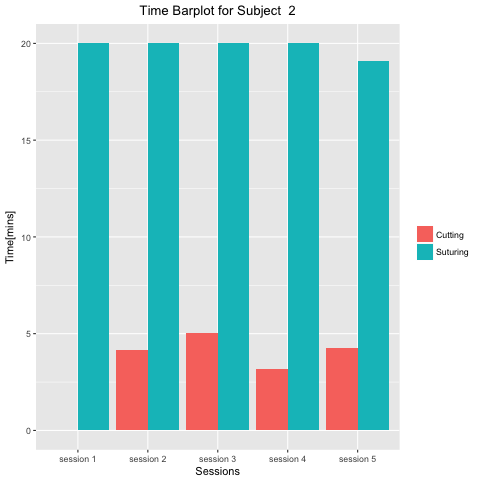 Time Barplot for Subject  2
Time[mins]
20
15
10
5
0
session 1 session 2 session 3 session 4 session 5
Sessions
Cutting
Suturing